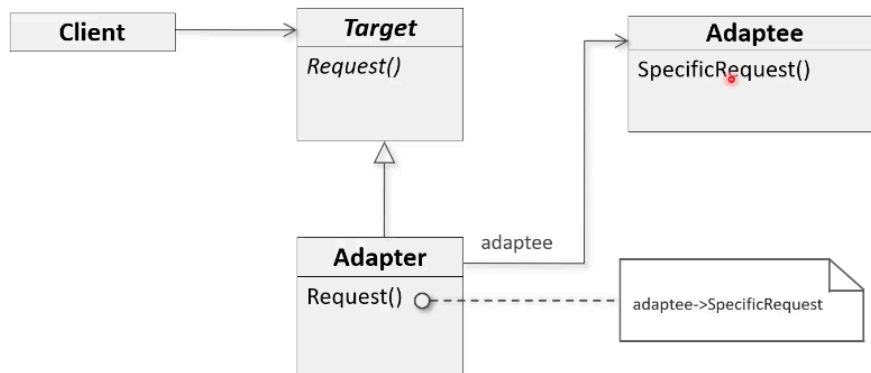 Client
Target
Request()
Adaptee
SpecificRequest()
Adapter
Request()
adaptee
adaptee->SpecificRequest